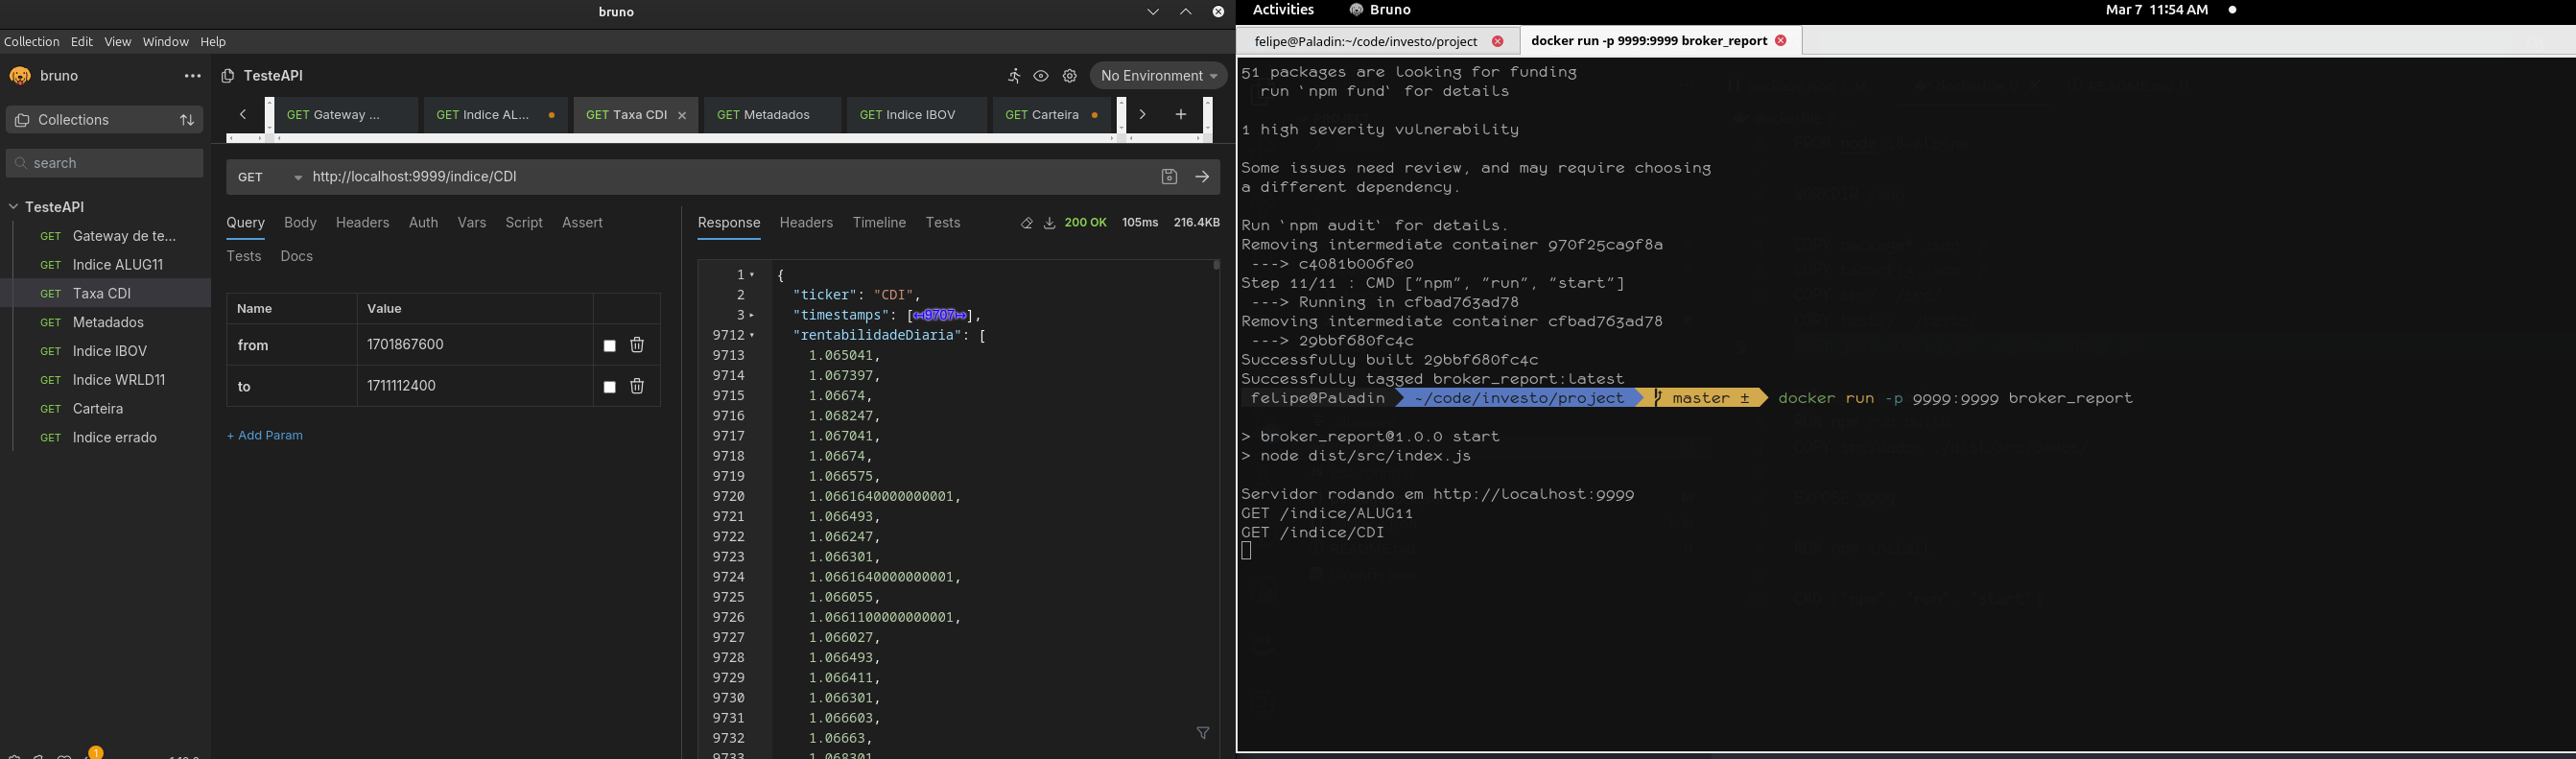 bruno
Collection Edit View Window Help
bruno
Collections
search
TesteAPI
GET Gateway de te...
GET Indice ALUG11
GET Taxa CDI
GET Metadados
GET Indice IBOV
GET Indice WRLD11
GET Carteira
GET Indice errado
1
TesteAPI
No Environment
GET Gateway ... GET Indice AL... GET Taxa CDI GET Metadados GET Indice IBOV GET Carteira
GET http://localhost:9999/indice/CDI
Query Body Headers Auth Vars Script Assert
Tests Docs
Name Value
from 1701867600
to 1711112400
+ Add Param
Response Headers Timeline Tests 200 OK 105ms 216.4KB
1 {
2 "ticker": "CDI",
3 "timestamps": [↤9707↦],
9712 "rentabilidadeDiaria": [
9713 1.065041,
9714 1.067397,
9715 1.06674,
9716 1.068247,
9717 1.067041,
9718 1.06674,
9719 1.066575,
9720 1.0661640000000001,
9721 1.066493,
9722 1.066247,
9723 1.066301,
9724 1.0661640000000001,
9725 1.066055,
9726 1.0661100000000001,
9727 1.066027,
9728 1.066493,
9729 1.066411,
9730 1.066301,
9731 1.066603,
9732 1.06663,
9733 1.068301
Activities Bruno Mar 7 11:54 AM
felipe@Paladin:~/code/investo/project docker run -p 9999:9999 broker_report
51 packages are looking for funding
run `npm fund` for details
1 high severity vulnerability
Some issues need review, and may require choosing
a different dependency.
Run `npm audit` for details.
Removing intermediate container 970f25ca9f8a
---> c4081b006fe0
Step 11/11 : CMD ["npm", "run", "start"]
---> Running in cfbad763ad78
Removing intermediate container cfbad763ad78
---> 29bbf680fc4c
Successfully built 29bbf680fc4c
Successfully tagged broker_report:latest
felipe@Paladin ~/code/investo/project master ± docker run -p 9999:9999 broker_report
> broker_report@1.0.0 start
> node dist/src/index.js
Servidor rodando em http://localhost:9999
GET /indice/ALUG11
GET /indice/CDI